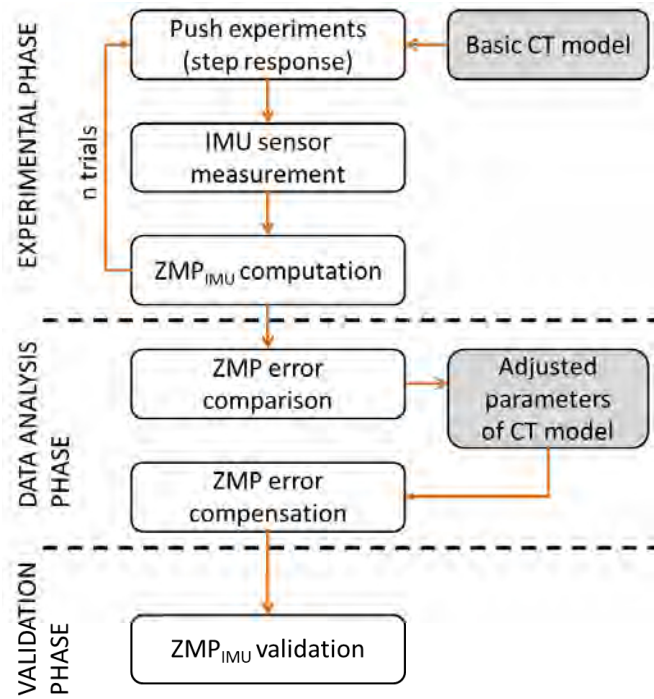 EXPERIMENTAL PHASE
n trials
Push experiments
(step response)
Basic CT model
IMU sensor
measurement
ZMPIMU computation
DATA ANALYSIS
PHASE
ZMP error
comparison
Adjusted
parameters
of CT model
ZMP error
compensation
VALIDATION
PHASE
ZMPIMU validation